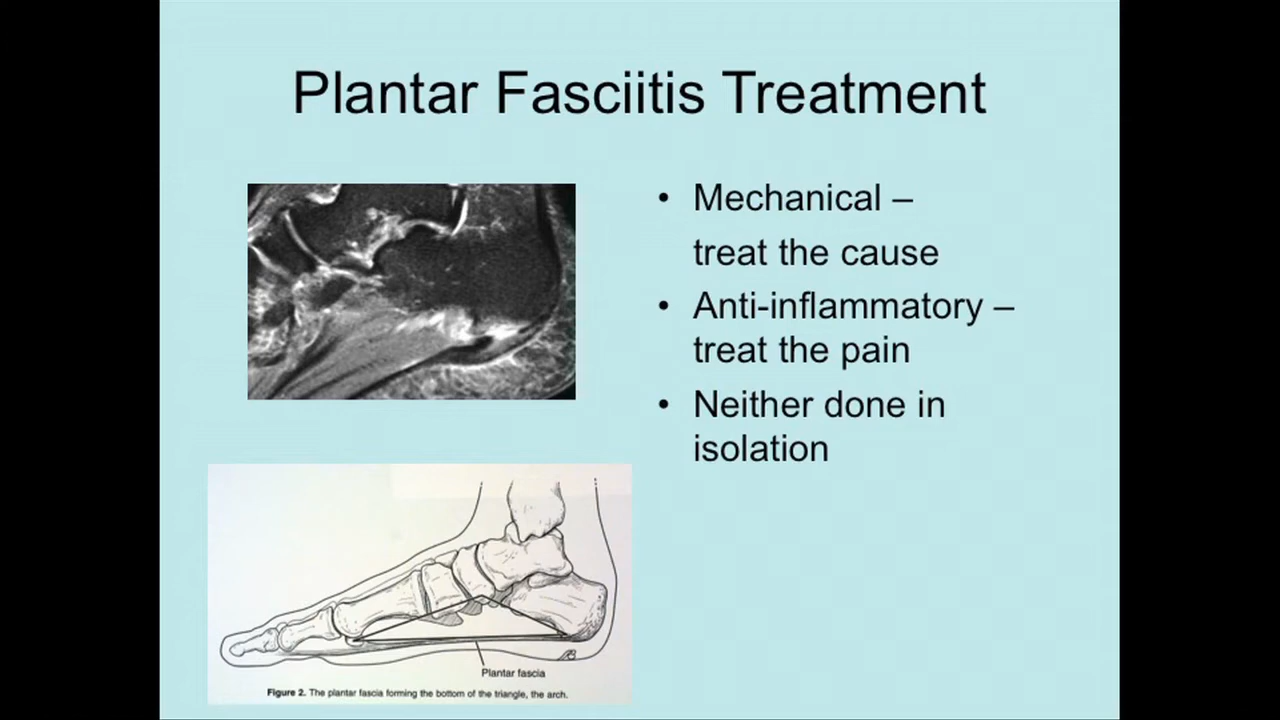 Plantar Fasciitis Treatment
• Mechanical –
treat the cause
• Anti-inflammatory –
treat the pain
• Neither done in
isolation
Plantar fascia
Figure 2. The plantar fascia forming the bottom of the triangle, the arch.